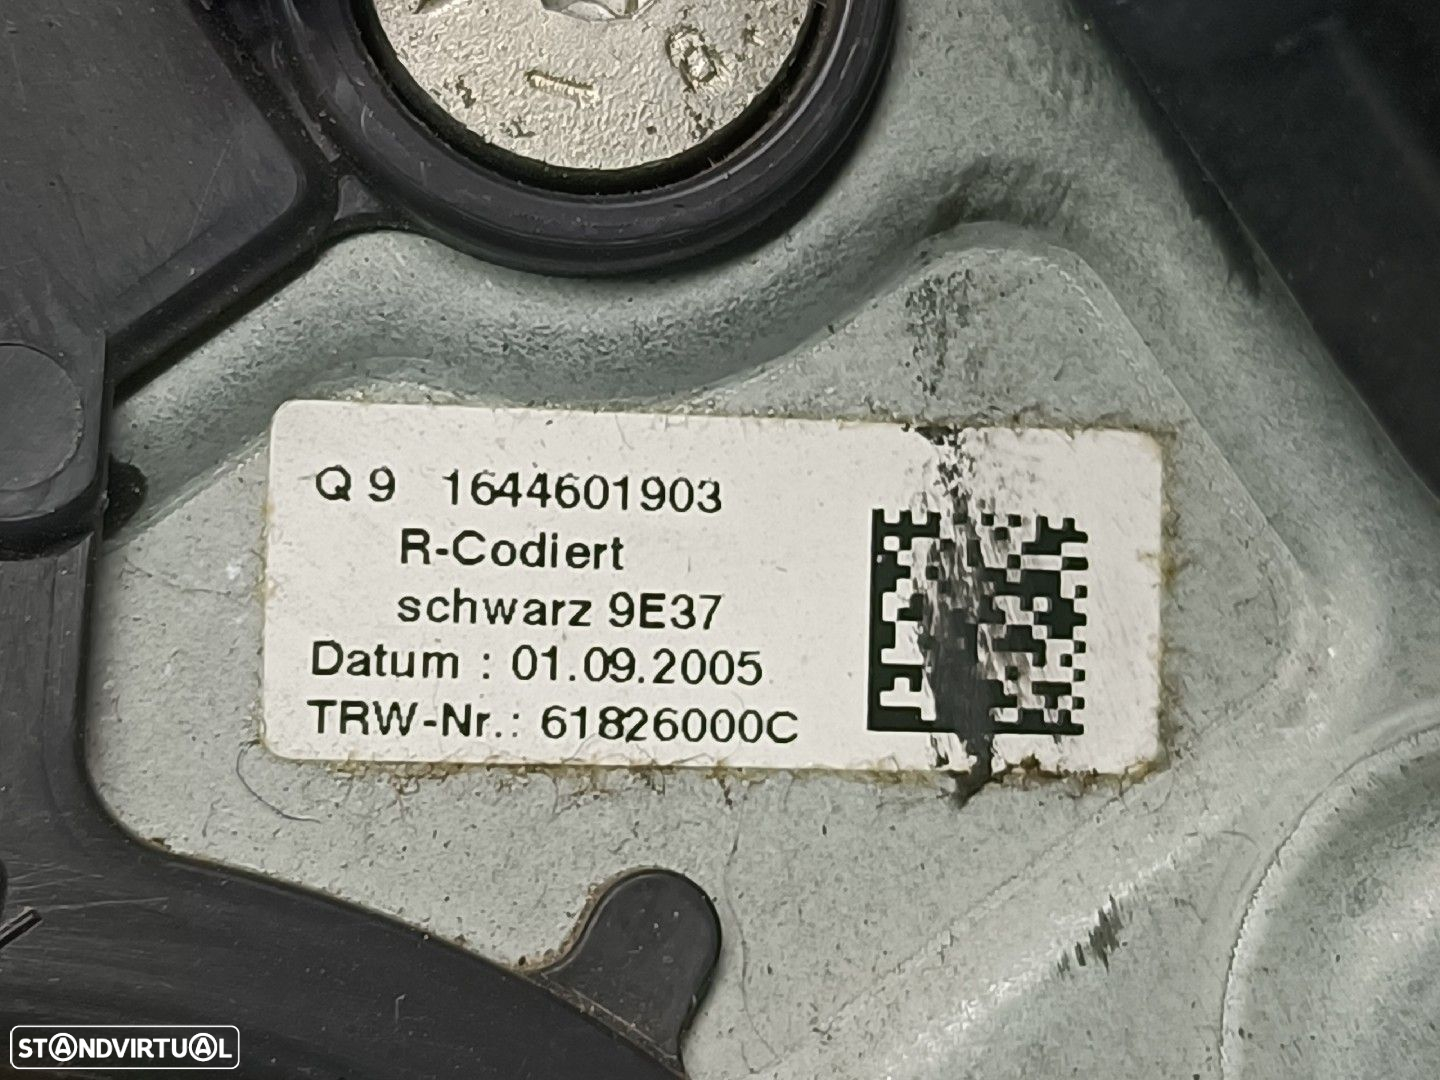 Q 9 1644601903
R-Codiert
schwarz 9E37
Datum : 01.09.2005
TRW-Nr.: 61826000C
STANDVIRTUAL